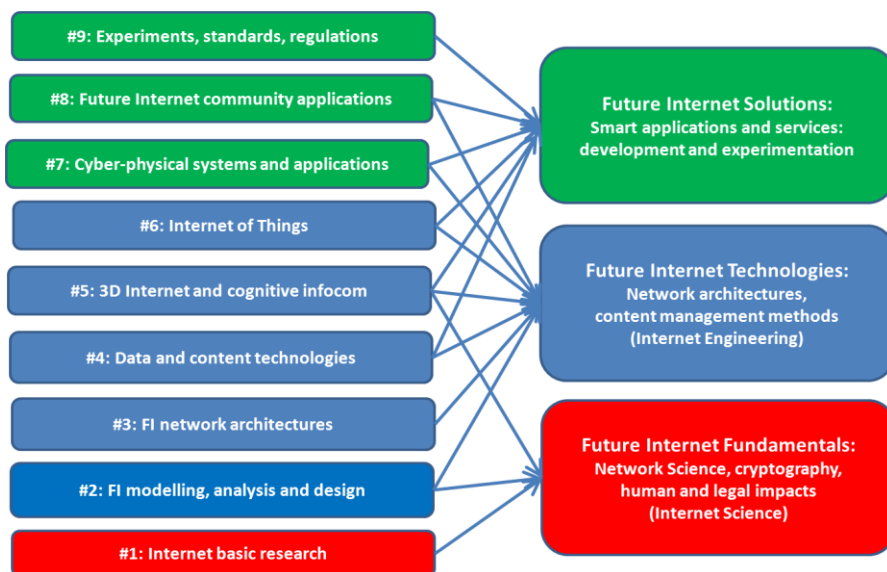 #9: Experiments, standards, regulations
#8: Future Internet community applications
#7: Cyber-physical systems and applications
#6: Internet of Things
#5: 3D Internet and cognitive infocom
#4: Data and content technologies
#3: FI network architectures
#2: FI modelling, analysis and design
#1: Internet basic research
Future Internet Solutions:
Smart applications and services:
development and experimentation
Future Internet Technologies:
Network architectures,
content management methods
(Internet Engineering)
Future Internet Fundamentals:
Network Science, cryptography,
human and legal impacts
(Internet Science)